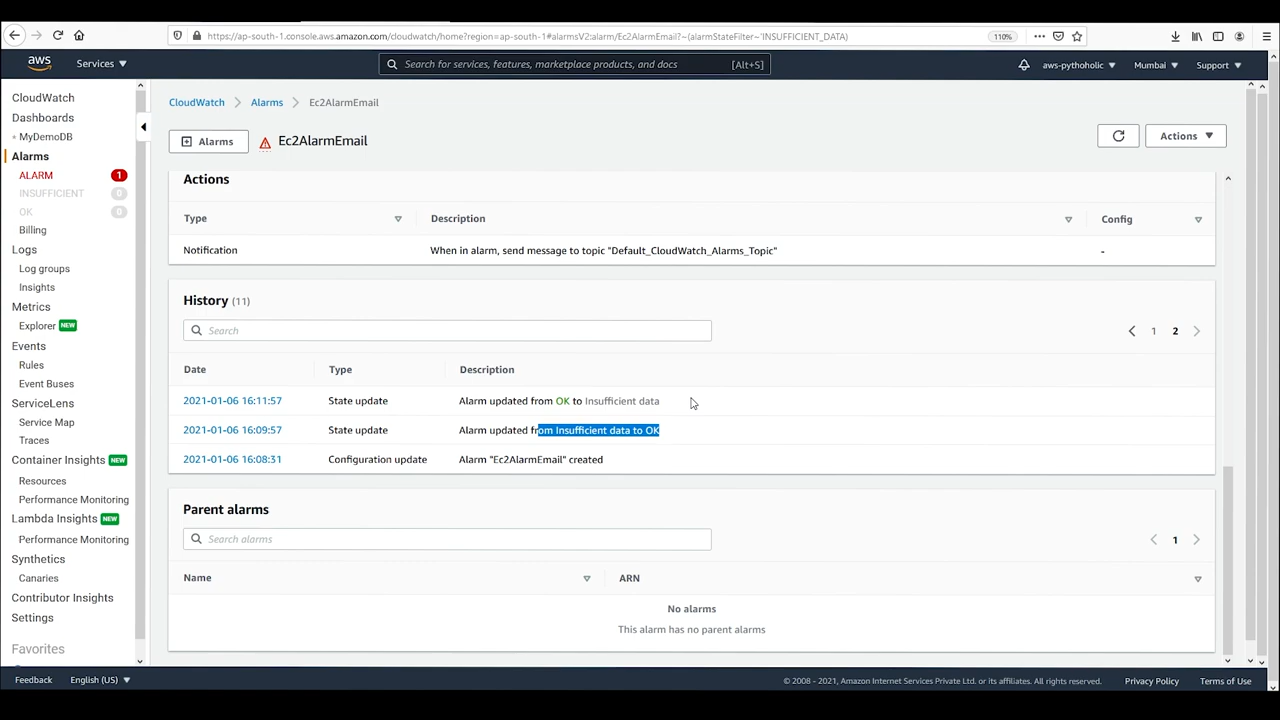 https://ap-south-1.console.aws.amazon.com/cloudwatch/home?region=ap-south-1#alarmsV2:alarm/Ec2AlarmEmail?~(alarmStateFilter~'INSUFFICIENT_DATA)
110%
aws
Services
Search for services, features, marketplace products, and docs
[Alt+S]
aws-pythoholic
Mumbai
Support
CloudWatch
Dashboards
MyDemoDB
Alarms
ALARM 1
INSUFFICIENT 0
OK 0
Billing
Logs
Log groups
Insights
Metrics
Explorer NEW
Events
Rules
Event Buses
ServiceLens
Service Map
Traces
Container Insights NEW
Resources
Performance Monitoring
Lambda Insights NEW
Performance Monitoring
Synthetics
Canaries
Contributor Insights
Settings
Favorites
CloudWatch > Alarms > Ec2AlarmEmail
Alarms
Ec2AlarmEmail
Actions
Actions
Type Description Config
Notification When in alarm, send message to topic "Default_CloudWatch_Alarms_Topic" -
History (11)
Search
1 2
Date Type Description
2021-01-06 16:11:57 State update Alarm updated from OK to Insufficient data
2021-01-06 16:09:57 State update Alarm updated from Insufficient data to OK
2021-01-06 16:08:31 Configuration update Alarm "Ec2AlarmEmail" created
Parent alarms
Search alarms
1
Name ARN
No alarms
This alarm has no parent alarms
Feedback English (US)
© 2008 - 2021, Amazon Internet Services Private Ltd. or its affiliates. All rights reserved.
Privacy Policy
Terms of Use